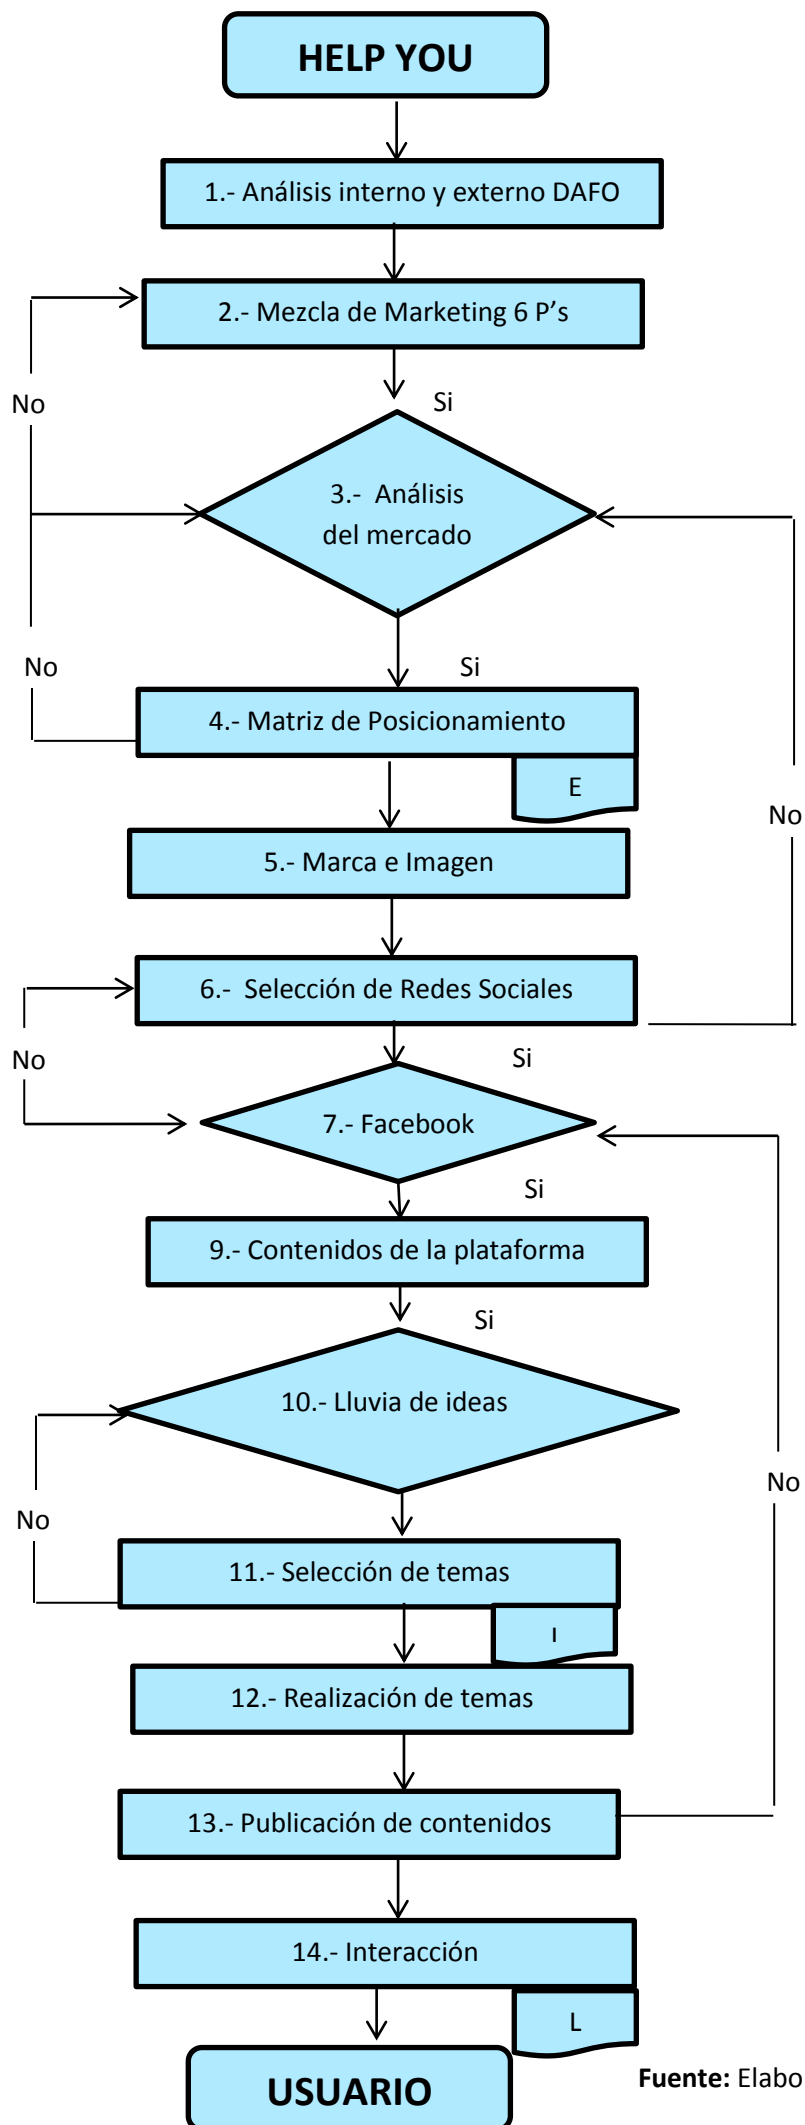 HELP YOU
1.- Análisis interno y externo DAFO
2.- Mezcla de Marketing 6 P’s
No
Si
3.- Análisis
del mercado
No
Si
4.- Matriz de Posicionamiento
E
No
5.- Marca e Imagen
6.- Selección de Redes Sociales
No
Si
7.- Facebook
Si
9.- Contenidos de la plataforma
Si
10.- Lluvia de ideas
No
No
11.- Selección de temas
I
12.- Realización de temas
13.- Publicación de contenidos
14.- Interacción
L
Fuente: Elabo
USUARIO